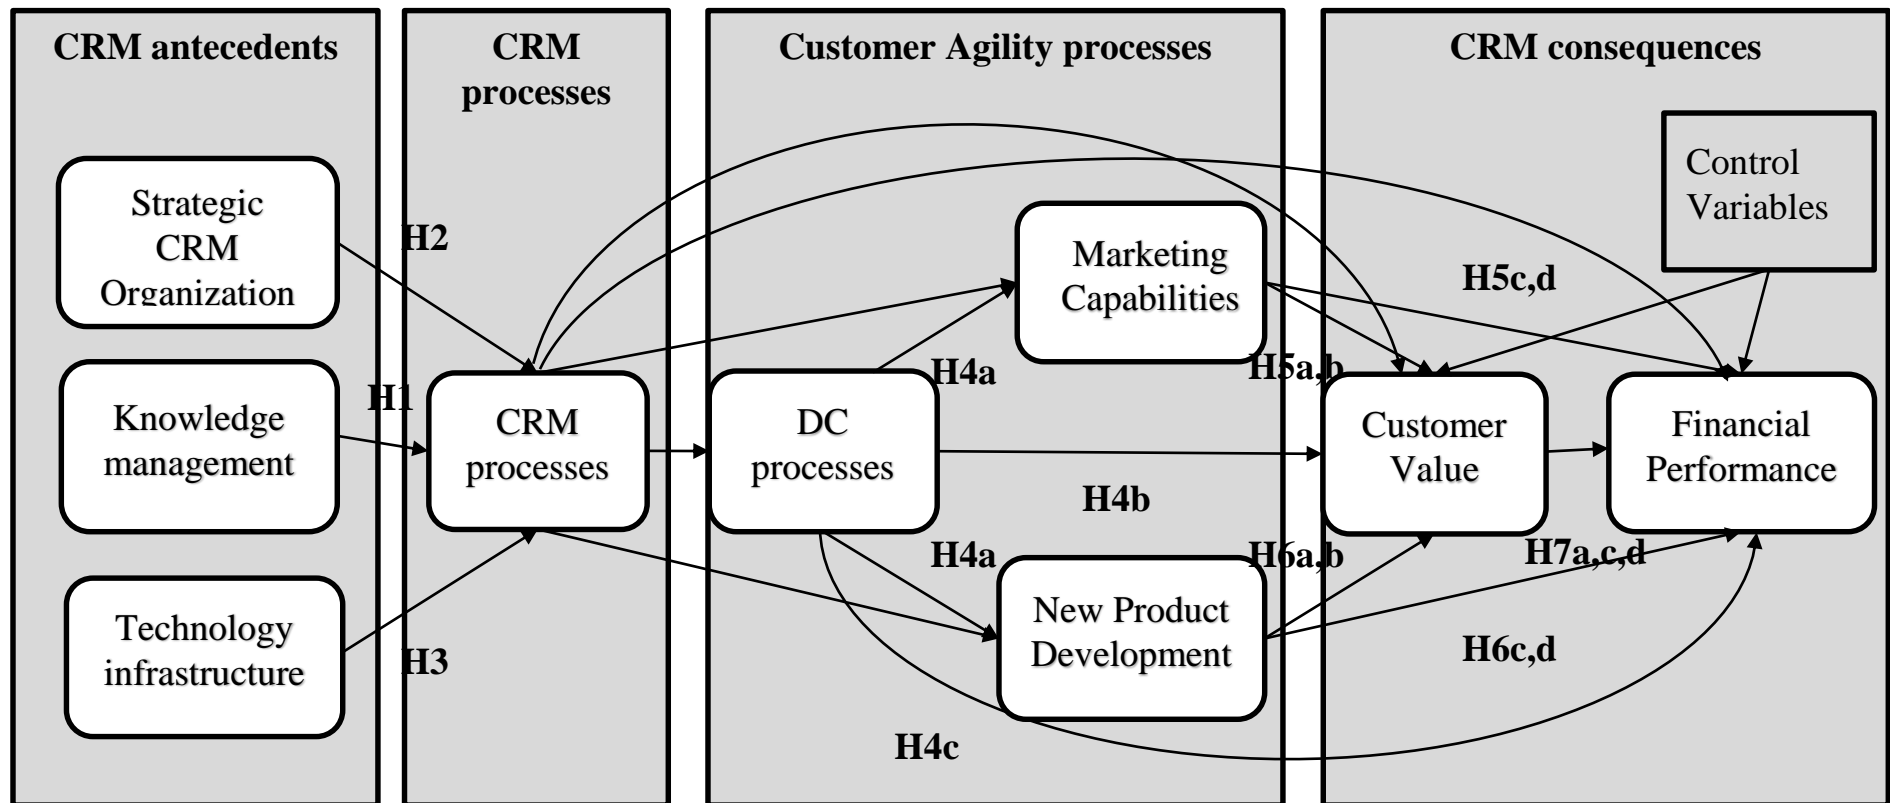 CRM antecedents
CRM
processes
Customer Agility processes
CRM consequences
Control
Variables
Strategic
CRM
Organization
H2
Marketing
Capabilities
H5c,d
H1
H4a
H5a,b
Knowledge
management
CRM
processes
DC
processes
Customer
Value
Financial
Performance
H4b
H4a
H6a,b
H7a,c,d
Technology
infrastructure
H3
New Product
Development
H6c,d
H4c